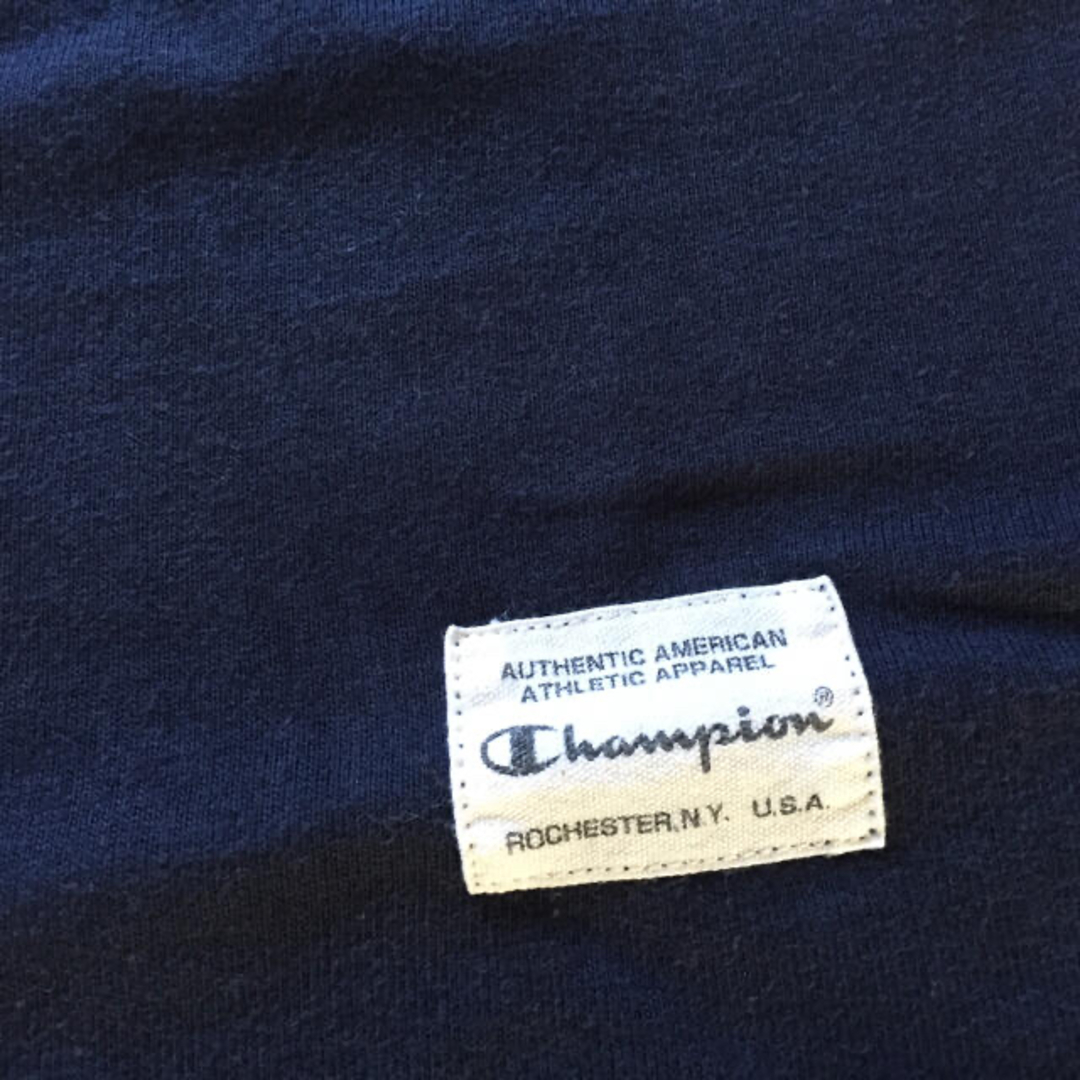 AUTHENTIC AMERICAN
ATHLETIC APPAREL
Champion®
ROCHESTER,N.Y. U.S.A.